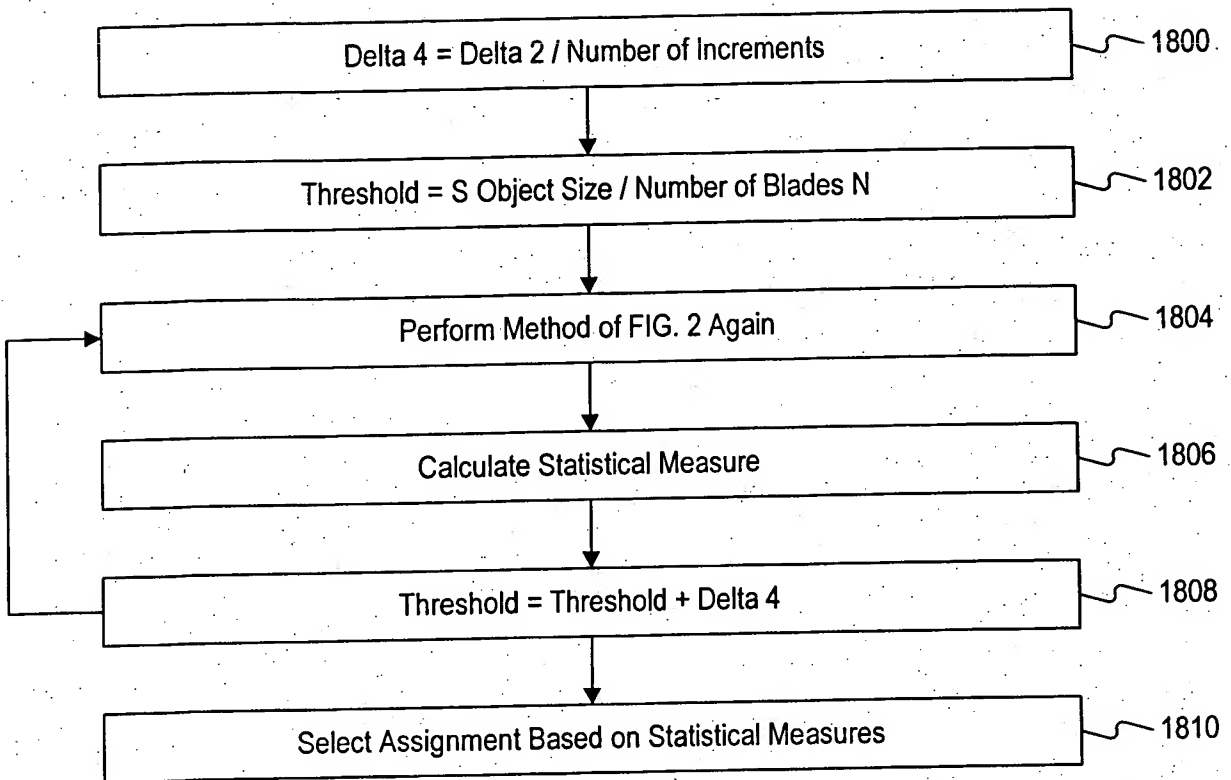 Delta 4 = Delta 2 / Number of Increments
1800
Threshold = S Object Size / Number of Blades N
1802
Perform Method of FIG. 2 Again
1804
Calculate Statistical Measure
1806
Threshold = Threshold + Delta 4
1808
Select Assignment Based on Statistical Measures
1810